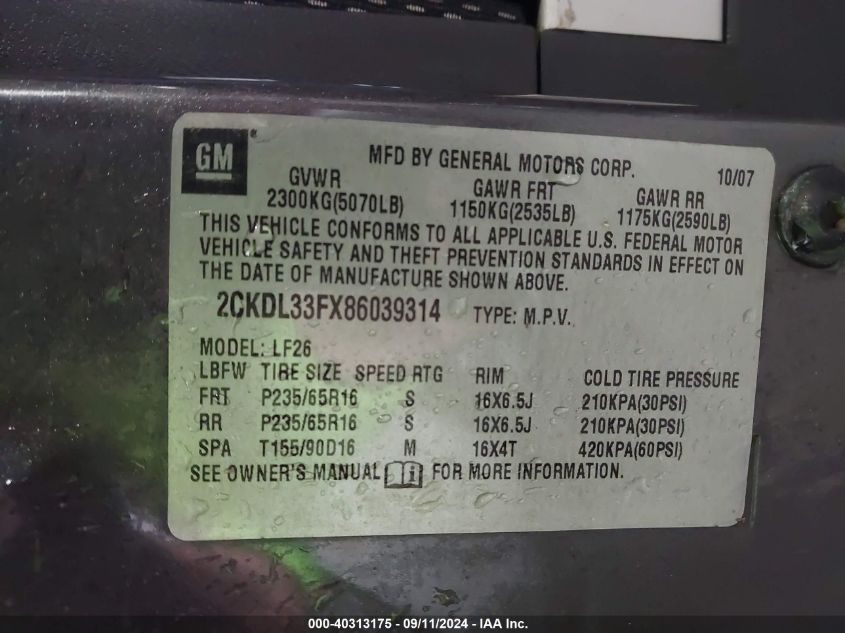 GM®
MFD BY GENERAL MOTORS CORP. 10/07
GVWR GAWR FRT GAWR RR
2300KG(5070LB) 1150KG(2535LB) 1175KG(2590LB)
THIS VEHICLE CONFORMS TO ALL APPLICABLE U.S. FEDERAL MOTOR
VEHICLE SAFETY AND THEFT PREVENTION STANDARDS IN EFFECT ON
THE DATE OF MANUFACTURE SHOWN ABOVE.
2CKDL33FX86039314 TYPE: M.P.V.
MODEL: LF26
LBFW TIRE SIZE SPEED RTG RIM COLD TIRE PRESSURE
FRT P235/65R16 S 16X6.5J 210KPA(30PSI)
RR P235/65R16 S 16X6.5J 210KPA(30PSI)
SPA T155/90D16 M 16X4T 420KPA(60PSI)
SEE OWNER'S MANUAL i FOR MORE INFORMATION.
000-40313175 - 09/11/2024 - IAA Inc.